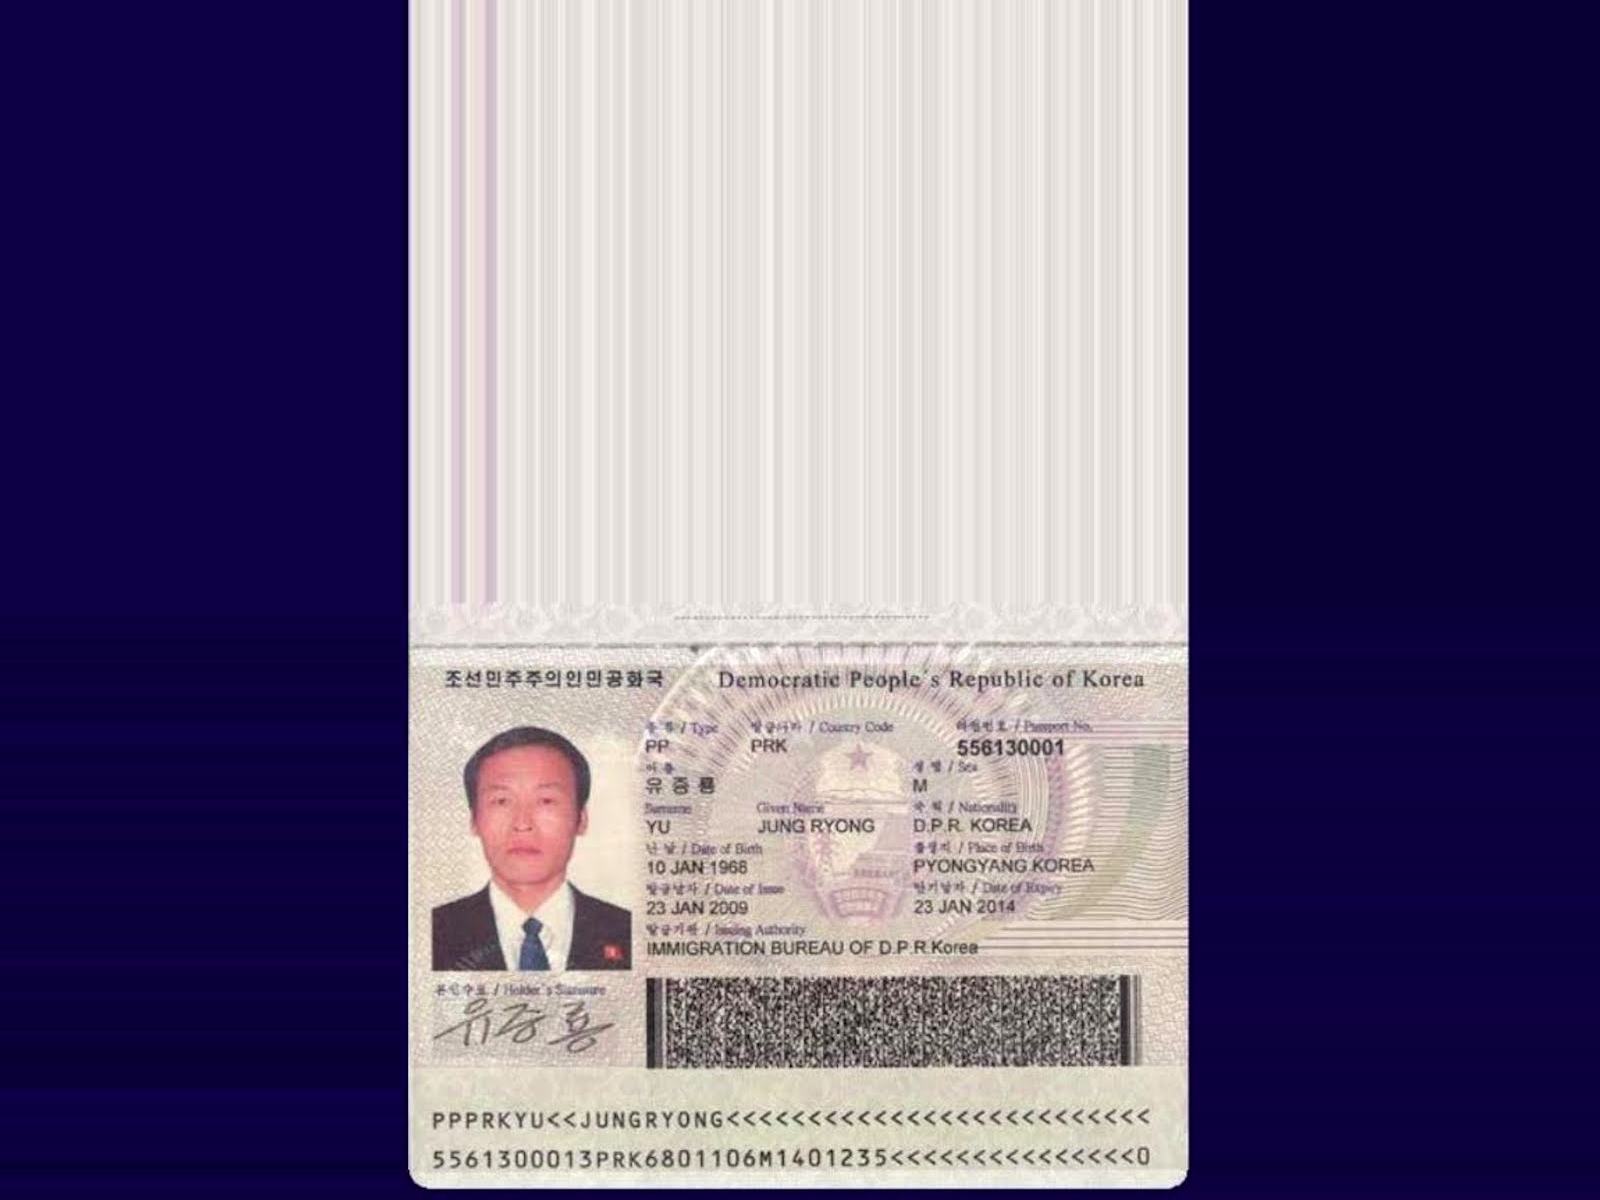 조선민주주의인민공화국 Democratic People's Republic of Korea
종 류 / Type 발급나라 / Country Code 려권번호 / Passport No.
PP PRK 556130001
이 름 성 별 / Sex
유 증 룡 M
Surname Given Name 국 적 / Nationality
YU JUNG RYONG D.P.R. KOREA
난 날 / Date of Birth 출생지 / Place of Birth
10 JAN 1968 PYONGYANG KOREA
발급날자 / Date of Issue 만기날자 / Date of Expiry
23 JAN 2009 23 JAN 2014
발급기관 / Issuing Authority
IMMIGRATION BUREAU OF D.P.R.Korea
본인수표 / Holder's Signature
유증룡
PPPRKYU<<JUNGRYONG<<<<<<<<<<<<<<<<<<<<<<<<<<
5561300013PRK6801106M1401235<<<<<<<<<<<<<<<0